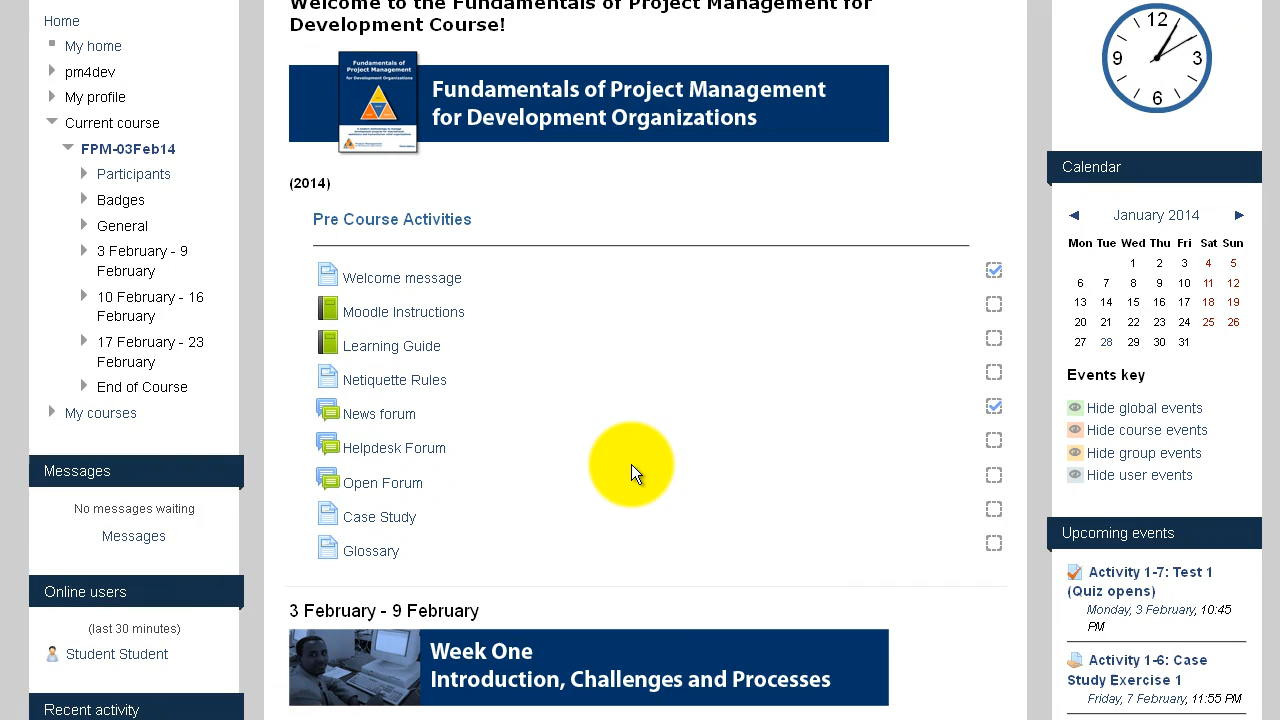 Home
My home
My profile
Current course
FPM-03Feb14
Participants
Badges
General
3 February - 9
February
10 February - 16
February
17 February - 23
February
End of Course
My courses
Messages
No messages waiting
Messages
Online users
(last 30 minutes)
Student Student
Recent activity
Welcome to the Fundamentals of Project Management for
Development Course!
Fundamentals of
Project Management
for Development Organizations
Fundamentals of Project Management
for Development Organizations
(2014)
Pre Course Activities
Welcome message
Moodle Instructions
Learning Guide
Netiquette Rules
News forum
Helpdesk Forum
Open Forum
Case Study
Glossary
3 February - 9 February
Week One
Introduction, Challenges and Processes
12
9 3
6
Calendar
◄ January 2014 ►
Mon Tue Wed Thu Fri Sat Sun
1 2 3 4 5
6 7 8 9 10 11 12
13 14 15 16 17 18 19
20 21 22 23 24 25 26
27 28 29 30 31
Events key
Hide global events
Hide course events
Hide group events
Hide user events
Upcoming events
Activity 1-7: Test 1
(Quiz opens)
Monday, 3 February, 10:45
PM
Activity 1-6: Case
Study Exercise 1
Friday, 7 February, 11:55 PM